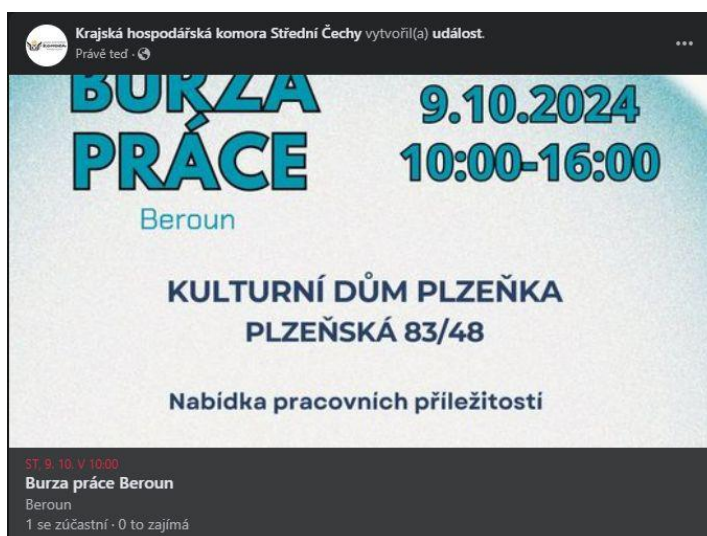 Krajská hospodářská komora Střední Čechy vytvořil(a) událost.
Právě teď ·
BURZA
PRÁCE
Beroun
9.10.2024
10:00-16:00
KULTURNÍ DŮM PLZEŇKA
PLZEŇSKÁ 83/48
Nabídka pracovních příležitostí
ST, 9. 10. V 10:00
Burza práce Beroun
Beroun
1 se zúčastní · 0 to zajímá